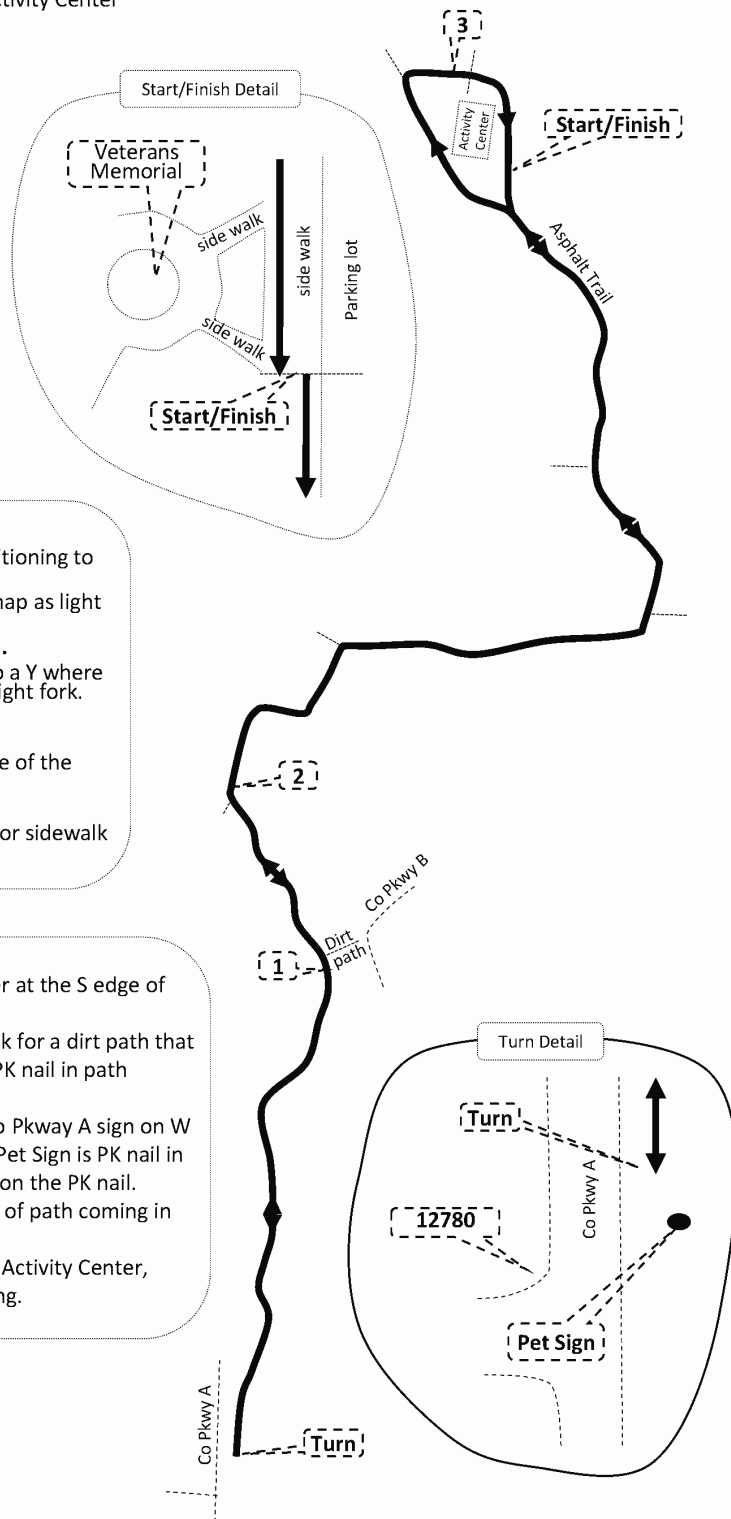 ctivity Center
3
Start/Finish Detail
Activity
Center
Start/Finish
Veterans
Memorial
side walk
side walk
Parking lot
side walk
Start/Finish
Asphalt Trail
tioning to
map as light
.
a Y where
ight fork.
e of the
or sidewalk
2
Co Pkwy B
Dirt
path
1
er at the S edge of
k for a dirt path that
PK nail in path
Pkway A sign on W
Pet Sign is PK nail in
on the PK nail.
of path coming in
Activity Center,
ng.
Turn Detail
Turn
Co Pkwy A
12780
Pet Sign
Co Pkwy A
Turn